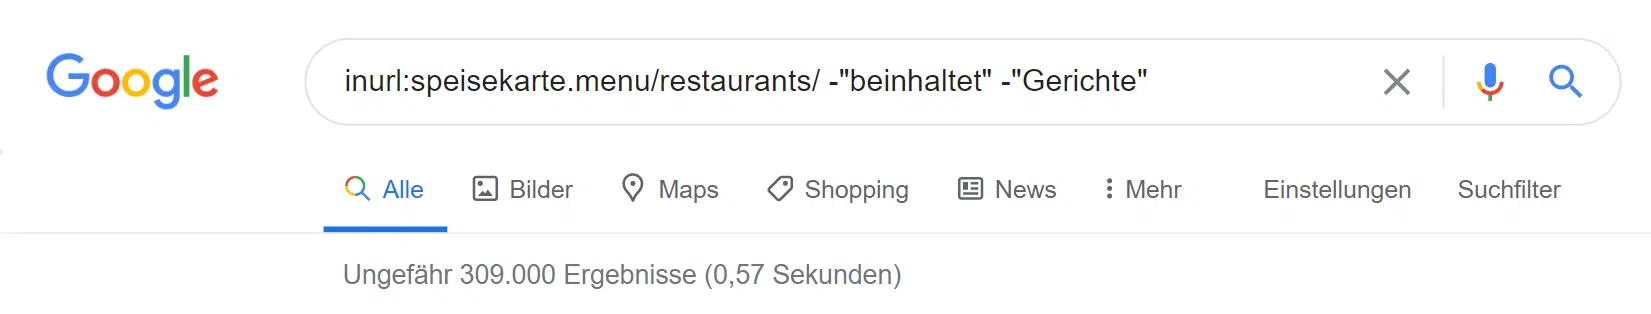 Google inurl:speisekarte.menu/restaurants/ -"beinhaltet" -"Gerichte"
Alle Bilder Maps Shopping News Mehr Einstellungen Suchfilter
Ungefähr 309.000 Ergebnisse (0,57 Sekunden)